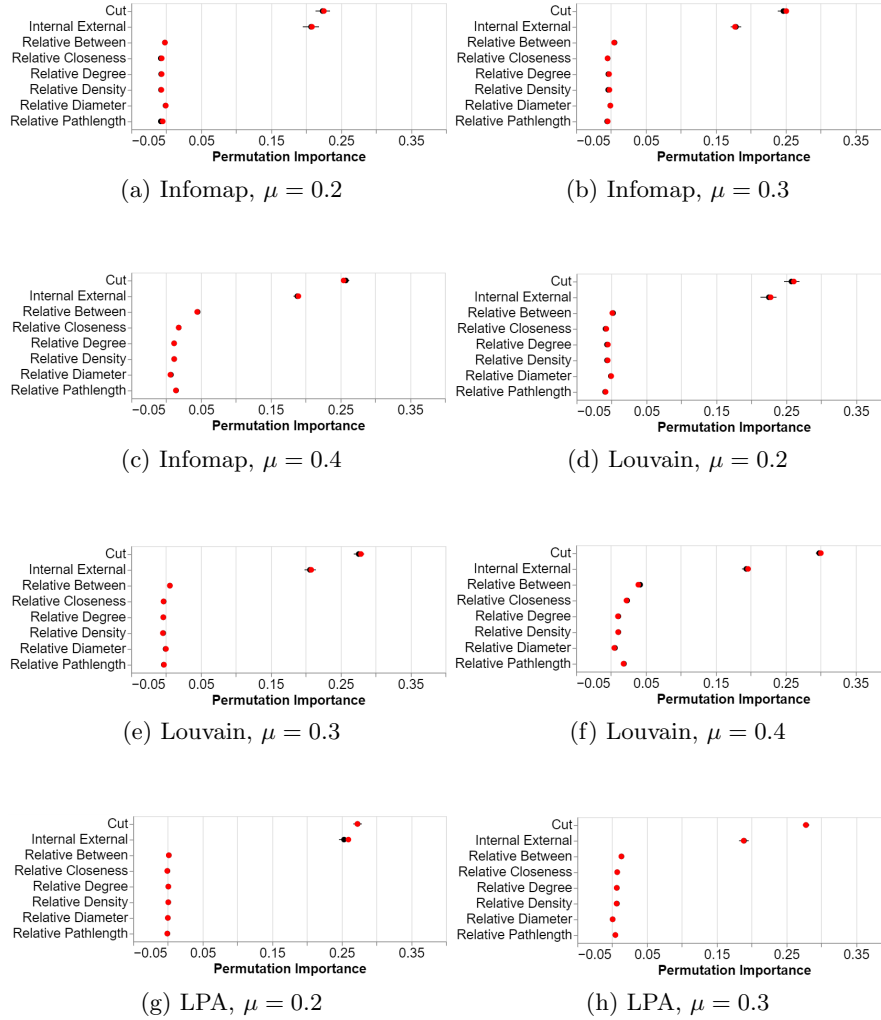 Cut
Internal External
Relative Between
Relative Closeness
Relative Degree
Relative Density
Relative Diameter
Relative Pathlength
−0.05 0.05 0.15 0.25 0.35
Permutation Importance
(a) Infomap, μ = 0.2
Cut
Internal External
Relative Between
Relative Closeness
Relative Degree
Relative Density
Relative Diameter
Relative Pathlength
−0.05 0.05 0.15 0.25 0.35
Permutation Importance
(b) Infomap, μ = 0.3
Cut
Internal External
Relative Between
Relative Closeness
Relative Degree
Relative Density
Relative Diameter
Relative Pathlength
−0.05 0.05 0.15 0.25 0.35
Permutation Importance
(c) Infomap, μ = 0.4
Cut
Internal External
Relative Between
Relative Closeness
Relative Degree
Relative Density
Relative Diameter
Relative Pathlength
−0.05 0.05 0.15 0.25 0.35
Permutation Importance
(d) Louvain, μ = 0.2
Cut
Internal External
Relative Between
Relative Closeness
Relative Degree
Relative Density
Relative Diameter
Relative Pathlength
−0.05 0.05 0.15 0.25 0.35
Permutation Importance
(e) Louvain, μ = 0.3
Cut
Internal External
Relative Between
Relative Closeness
Relative Degree
Relative Density
Relative Diameter
Relative Pathlength
−0.05 0.05 0.15 0.25 0.35
Permutation Importance
(f) Louvain, μ = 0.4
Cut
Internal External
Relative Between
Relative Closeness
Relative Degree
Relative Density
Relative Diameter
Relative Pathlength
−0.05 0.05 0.15 0.25 0.35
Permutation Importance
(g) LPA, μ = 0.2
Cut
Internal External
Relative Between
Relative Closeness
Relative Degree
Relative Density
Relative Diameter
Relative Pathlength
−0.05 0.05 0.15 0.25 0.35
Permutation Importance
(h) LPA, μ = 0.3